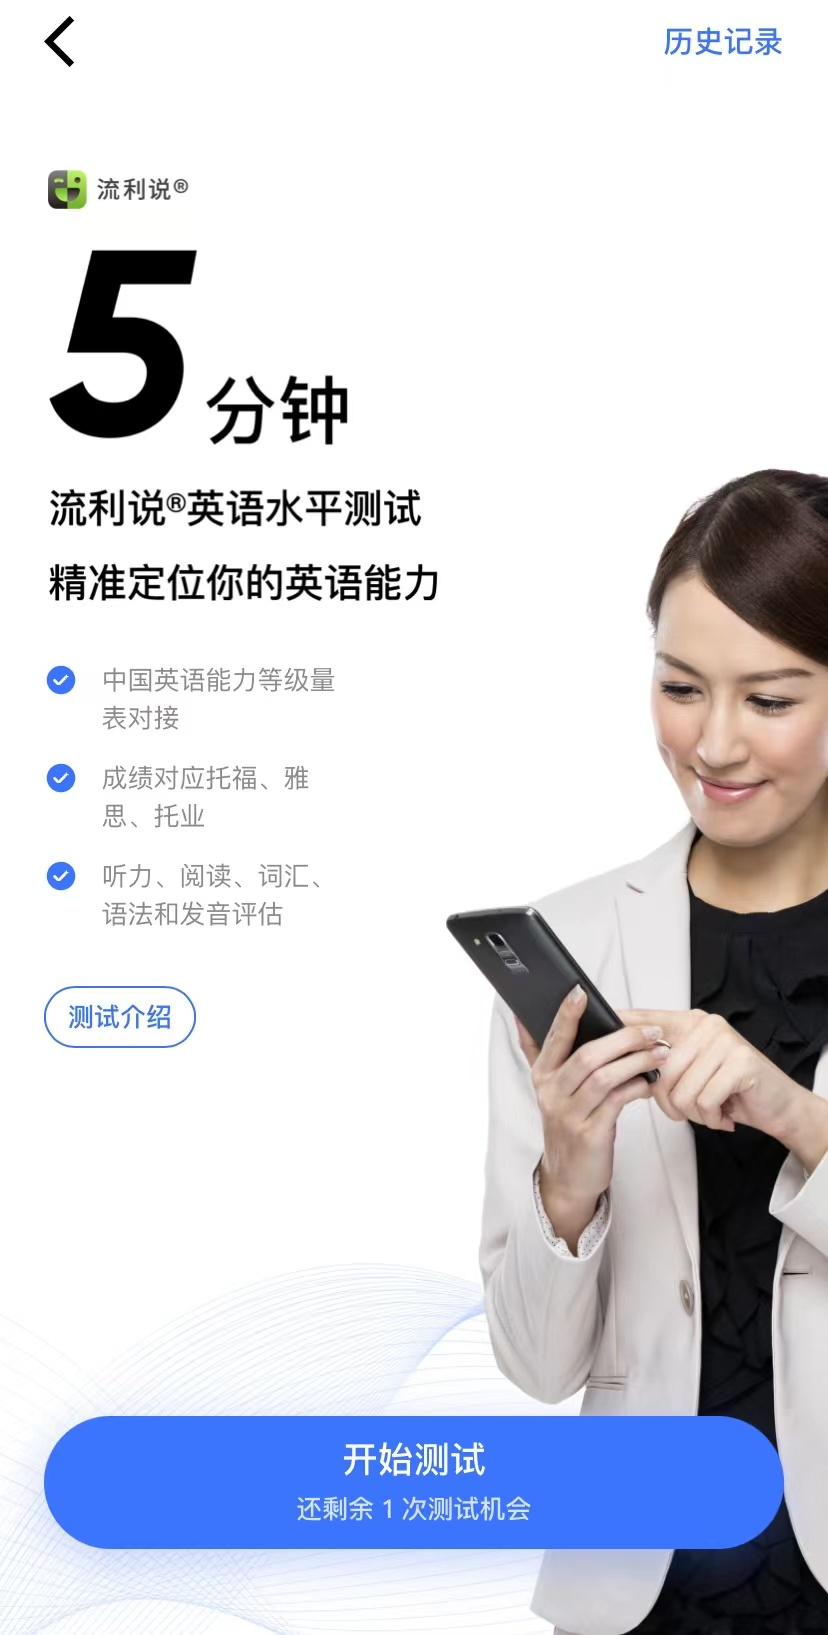 历史记录
流利说®
5分钟
流利说®英语水平测试
精准定位你的英语能力
中国英语能力等级量
表对接
成绩对应托福、雅
思、托业
听力、阅读、词汇、
语法和发音评估
测试介绍
开始测试
还剩余 1 次测试机会